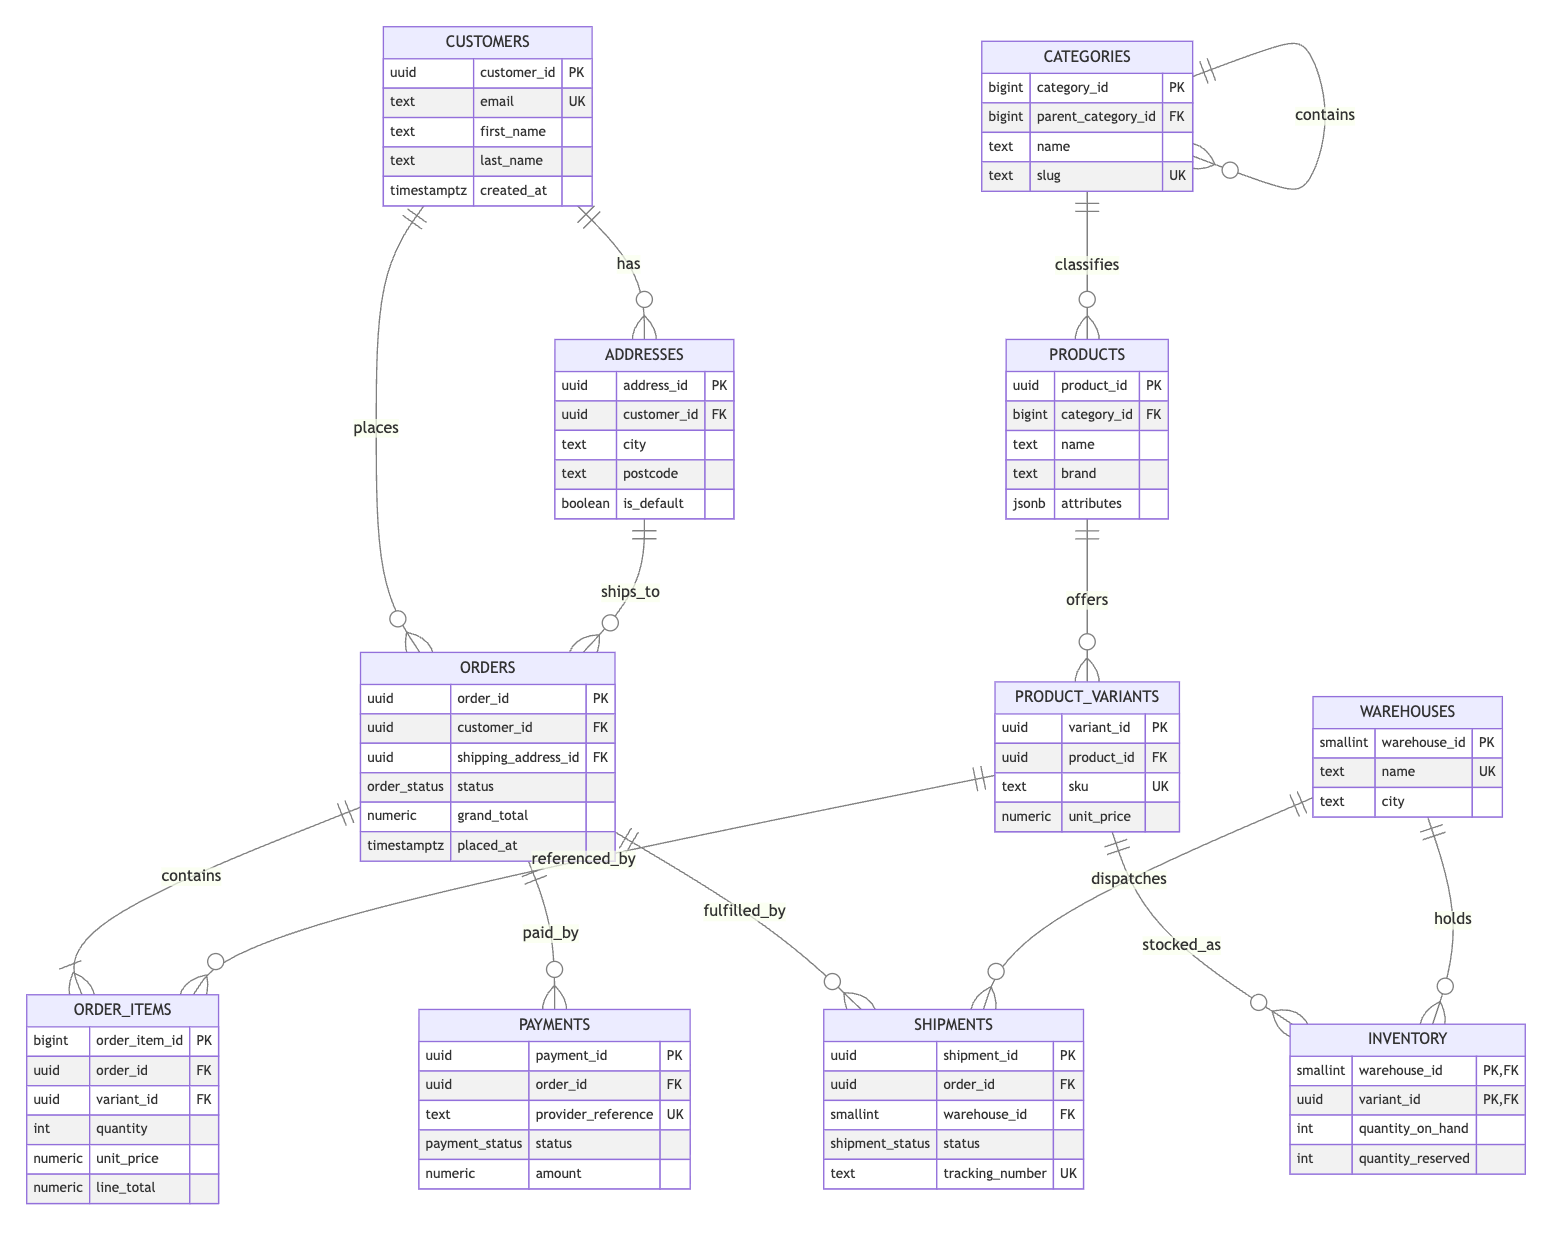 CUSTOMERS
uuid customer_id PK
text email UK
text first_name
text last_name
timestamptz created_at
CATEGORIES
bigint category_id PK
bigint parent_category_id FK
text name
text slug UK
contains
has
classifies
places
ADDRESSES
uuid address_id PK
uuid customer_id FK
text city
text postcode
boolean is_default
PRODUCTS
uuid product_id PK
bigint category_id FK
text name
text brand
jsonb attributes
ships_to
offers
ORDERS
uuid order_id PK
uuid customer_id FK
uuid shipping_address_id FK
order_status status
numeric grand_total
timestamptz placed_at
PRODUCT_VARIANTS
uuid variant_id PK
uuid product_id FK
text sku UK
numeric unit_price
WAREHOUSES
smallint warehouse_id PK
text name UK
text city
contains
referenced_by
paid_by
fulfilled_by
dispatches
stocked_as
holds
ORDER_ITEMS
bigint order_item_id PK
uuid order_id FK
uuid variant_id FK
int quantity
numeric unit_price
numeric line_total
PAYMENTS
uuid payment_id PK
uuid order_id FK
text provider_reference UK
payment_status status
numeric amount
SHIPMENTS
uuid shipment_id PK
uuid order_id FK
smallint warehouse_id FK
shipment_status status
text tracking_number UK
INVENTORY
smallint warehouse_id PK,FK
uuid variant_id PK,FK
int quantity_on_hand
int quantity_reserved